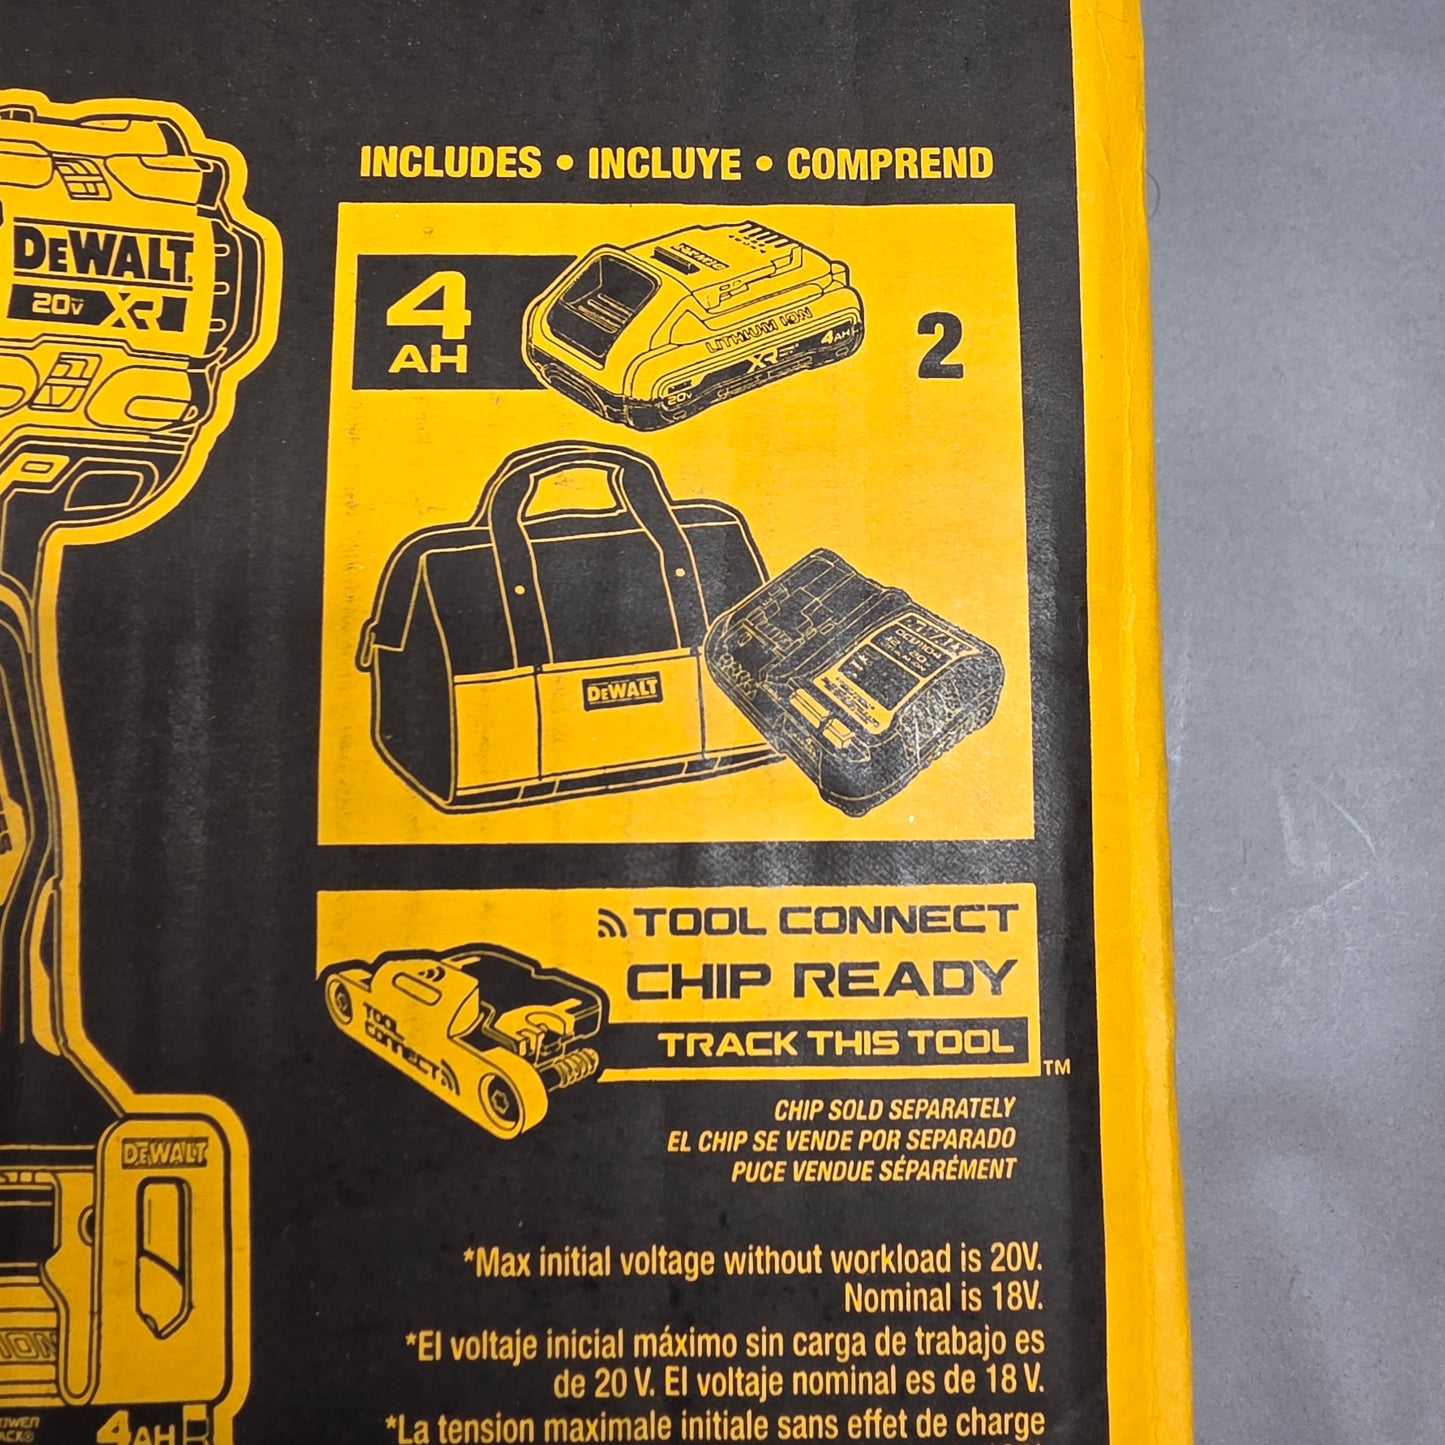 INCLUDES • INCLUYE • COMPREND
DEWALT
20V XR
4
AH
LITHIUM ION
XR
4AH
20V
2
DEWALT
DCB1104
TOOL CONNECT
CHIP READY
TRACK THIS TOOL
TM
TOOL
CONNECT
CHIP SOLD SEPARATELY
EL CHIP SE VENDE POR SEPARADO
PUCE VENDUE SÉPARÉMENT
DEWALT
*Max initial voltage without workload is 20V.
Nominal is 18V.
*El voltaje inicial máximo sin carga de trabajo es
de 20 V. El voltaje nominal es de 18 V.
*La tension maximale initiale sans effet de charge
4AH